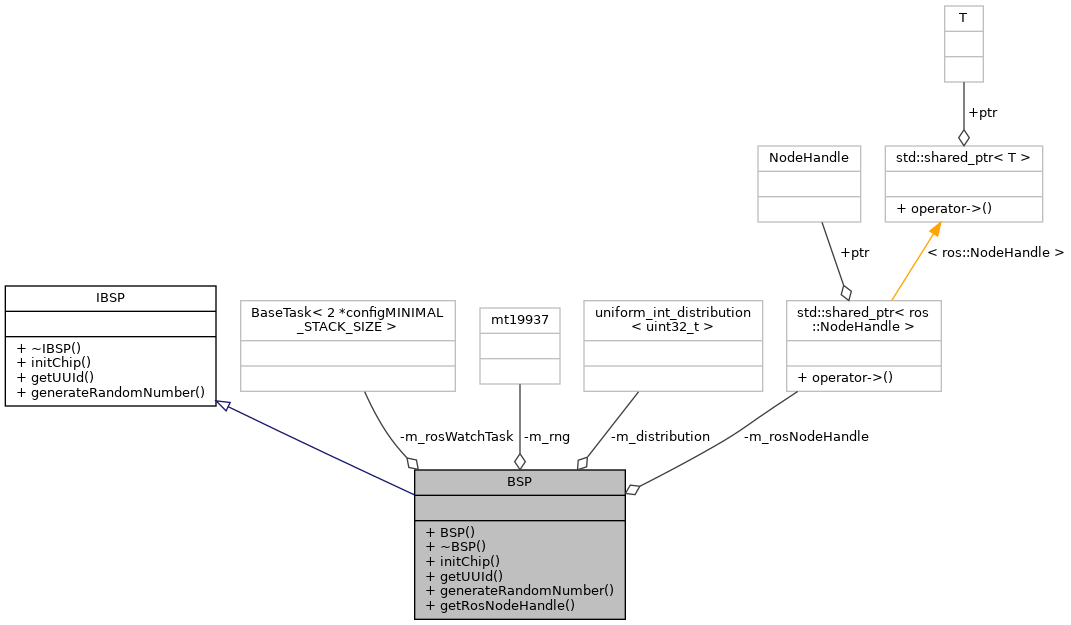 T
+ptr
NodeHandle
std::shared_ptr< T >
+ operator->()
+ptr
< ros::NodeHandle >
IBSP
+ ~IBSP()
+ initChip()
+ getUUId()
+ generateRandomNumber()
BaseTask< 2 *configMINIMAL
_STACK_SIZE >
mt19937
uniform_int_distribution
< uint32_t >
std::shared_ptr< ros
::NodeHandle >
+ operator->()
-m_rosWatchTask
-m_rng
-m_distribution
-m_rosNodeHandle
BSP
+ BSP()
+ ~BSP()
+ initChip()
+ getUUId()
+ generateRandomNumber()
+ getRosNodeHandle()